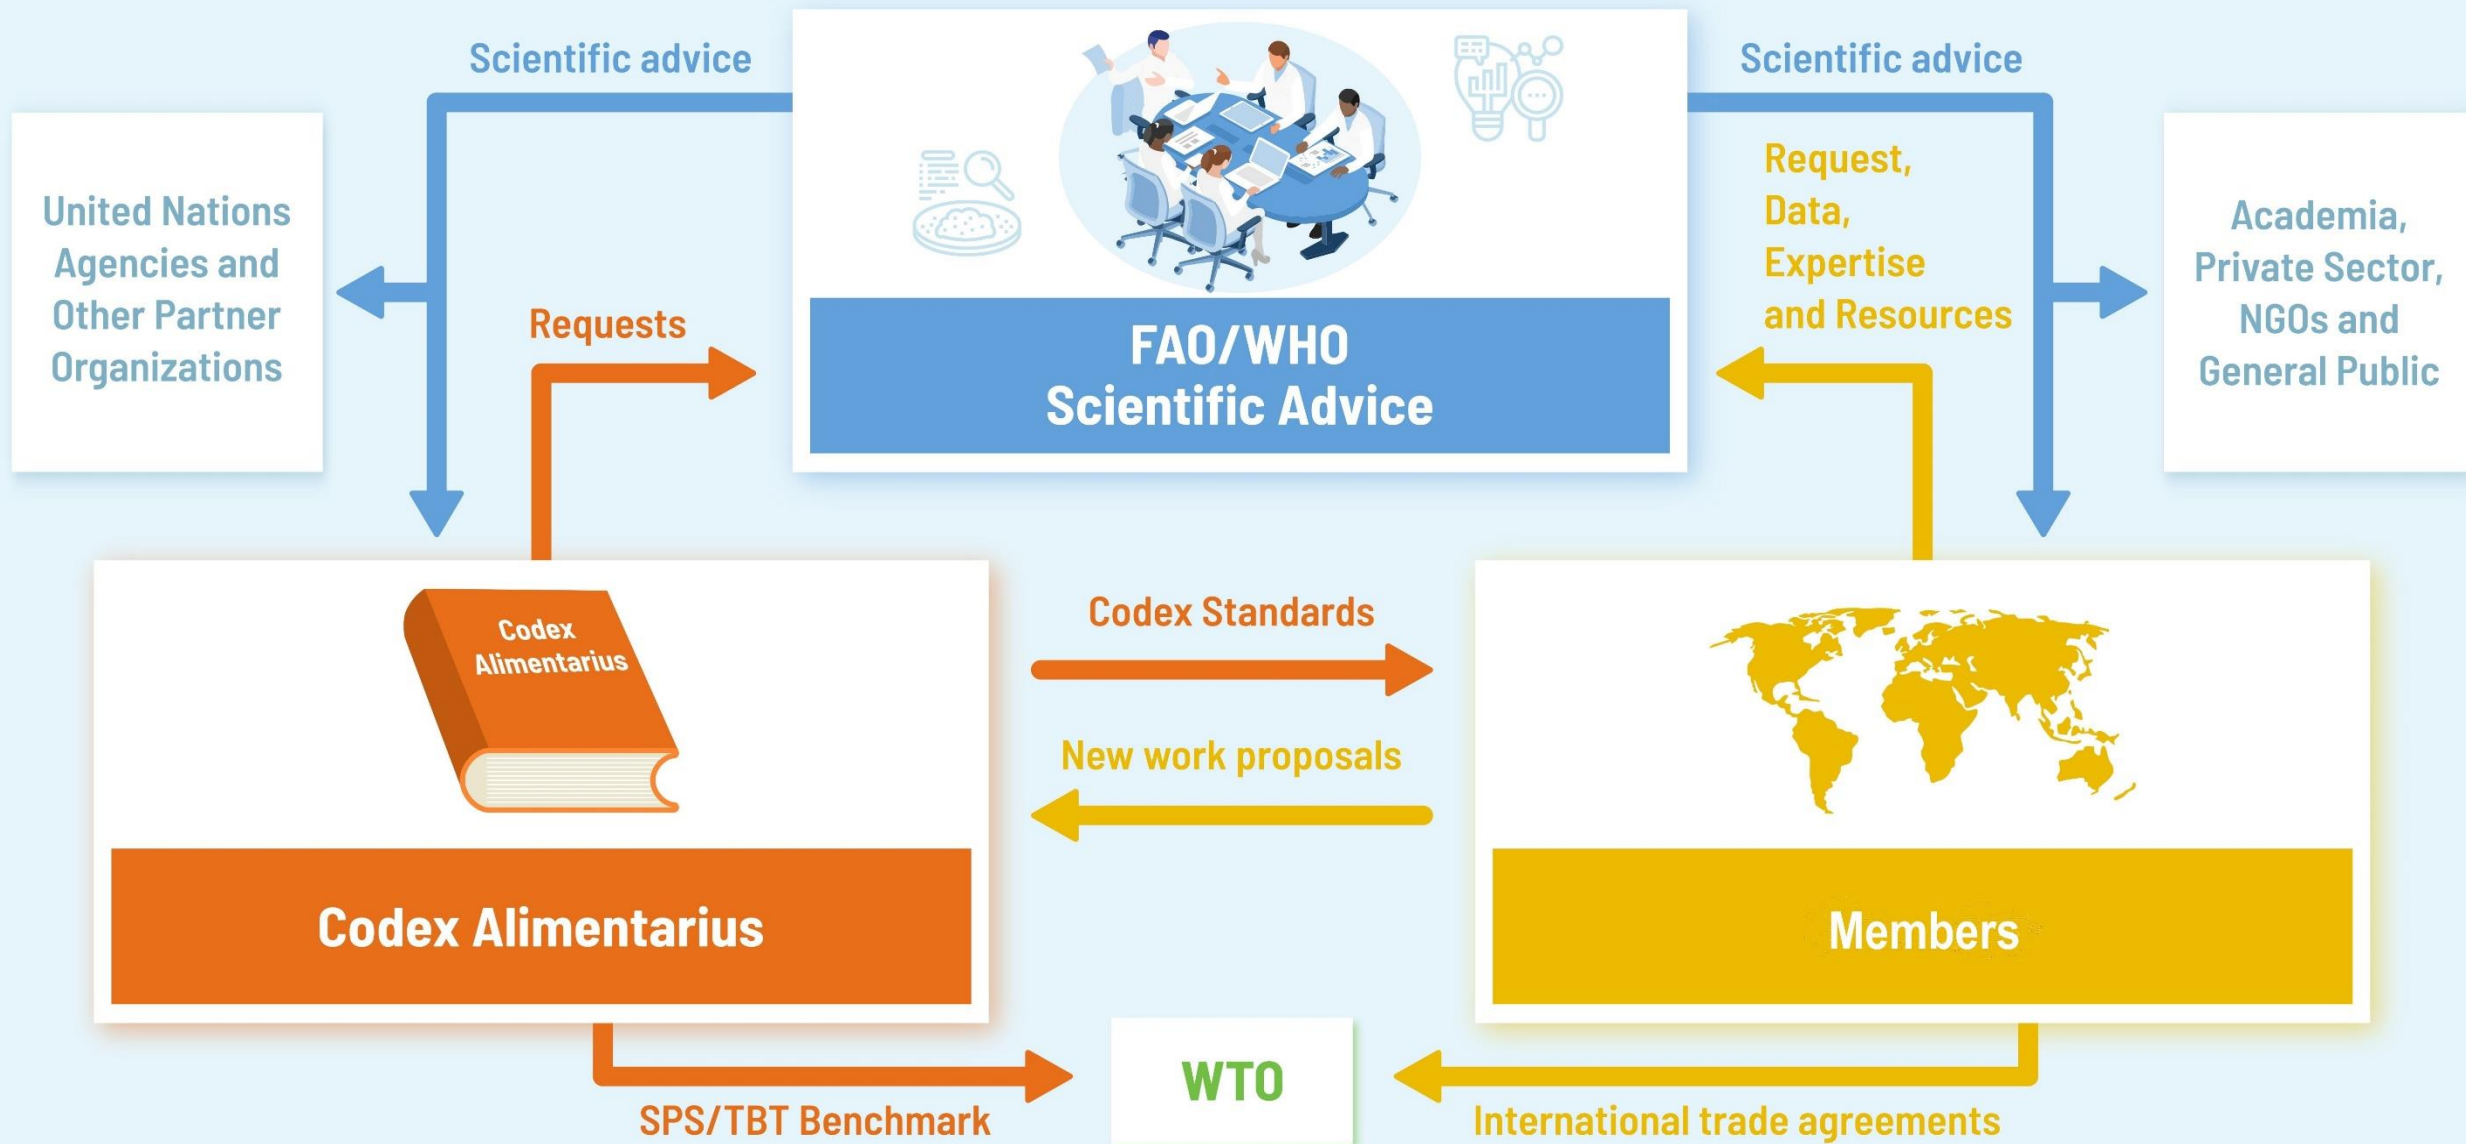 Scientific advice
Scientific advice
United Nations
Agencies and
Other Partner
Organizations
Requests
FAO/WHO
Scientific Advice
Request,
Data,
Expertise
and Resources
Academia,
Private Sector,
NGOs and
General Public
Codex
Alimentarius
Codex Alimentarius
Codex Standards
New work proposals
Members
SPS/TBT Benchmark
WTO
International trade agreements